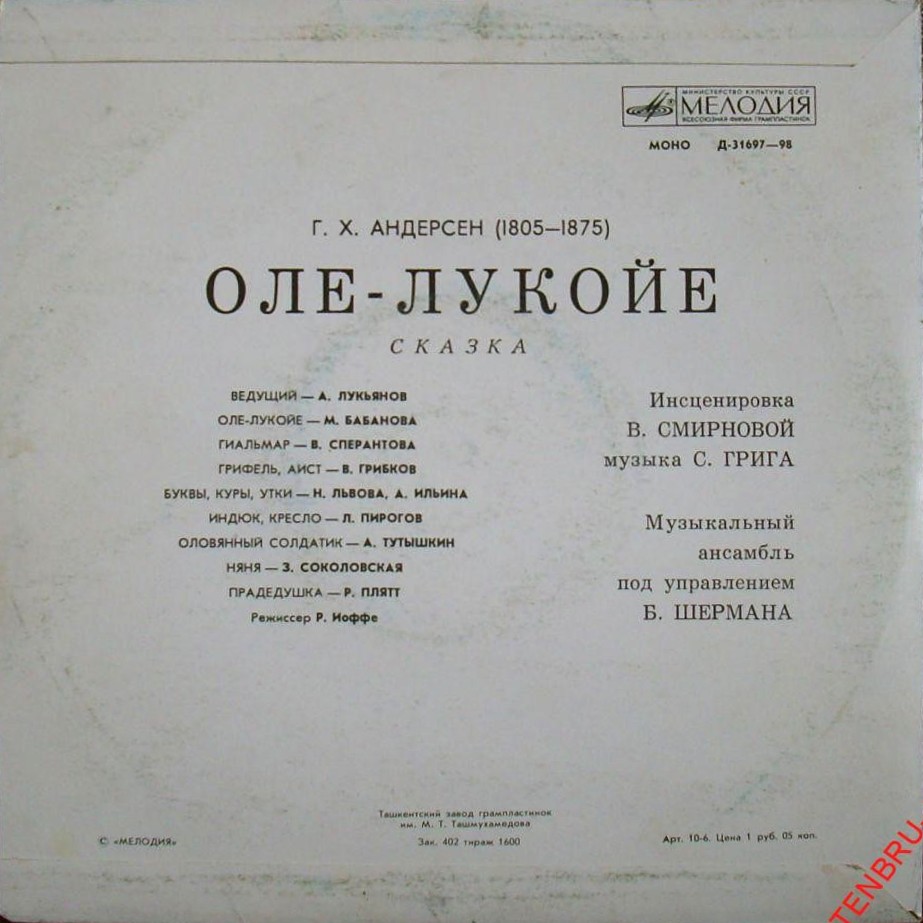 МИНИСТЕРСТВО КУЛЬТУРЫ СССР
МЕЛОДИЯ
ВСЕСОЮЗНАЯ ФИРМА ГРАМПЛАСТИНОК
МОНО Д-31697—98
Г. Х. АНДЕРСЕН (1805—1875)
ОЛЕ-ЛУКОЙЕ
СКАЗКА
ВЕДУЩИЙ — А. ЛУКЬЯНОВ
ОЛЕ-ЛУКОЙЕ — М. БАБАНОВА
ГИАЛЬМАР — В. СПЕРАНТОВА
ГРИФЕЛЬ, АИСТ — В. ГРИБКОВ
БУКВЫ, КУРЫ, УТКИ — Н. ЛЬВОВА, А. ИЛЬИНА
ИНДЮК, КРЕСЛО — Л. ПИРОГОВ
ОЛОВЯННЫЙ СОЛДАТИК — А. ТУТЫШКИН
НЯНЯ — З. СОКОЛОВСКАЯ
ПРАДЕДУШКА — Р. ПЛЯТТ
Режиссер Р. Иоффе
Инсценировка
В. СМИРНОВОЙ
музыка С. ГРИГА
Музыкальный
ансамбль
под управлением
Б. ШЕРМАНА
© «МЕЛОДИЯ»
Ташкентский завод грампластинок
им. М. Т. Ташмухамедова
Зак. 402 тираж 1600
Арт. 10-6. Цена 1 руб. 05 коп.
TENBRU